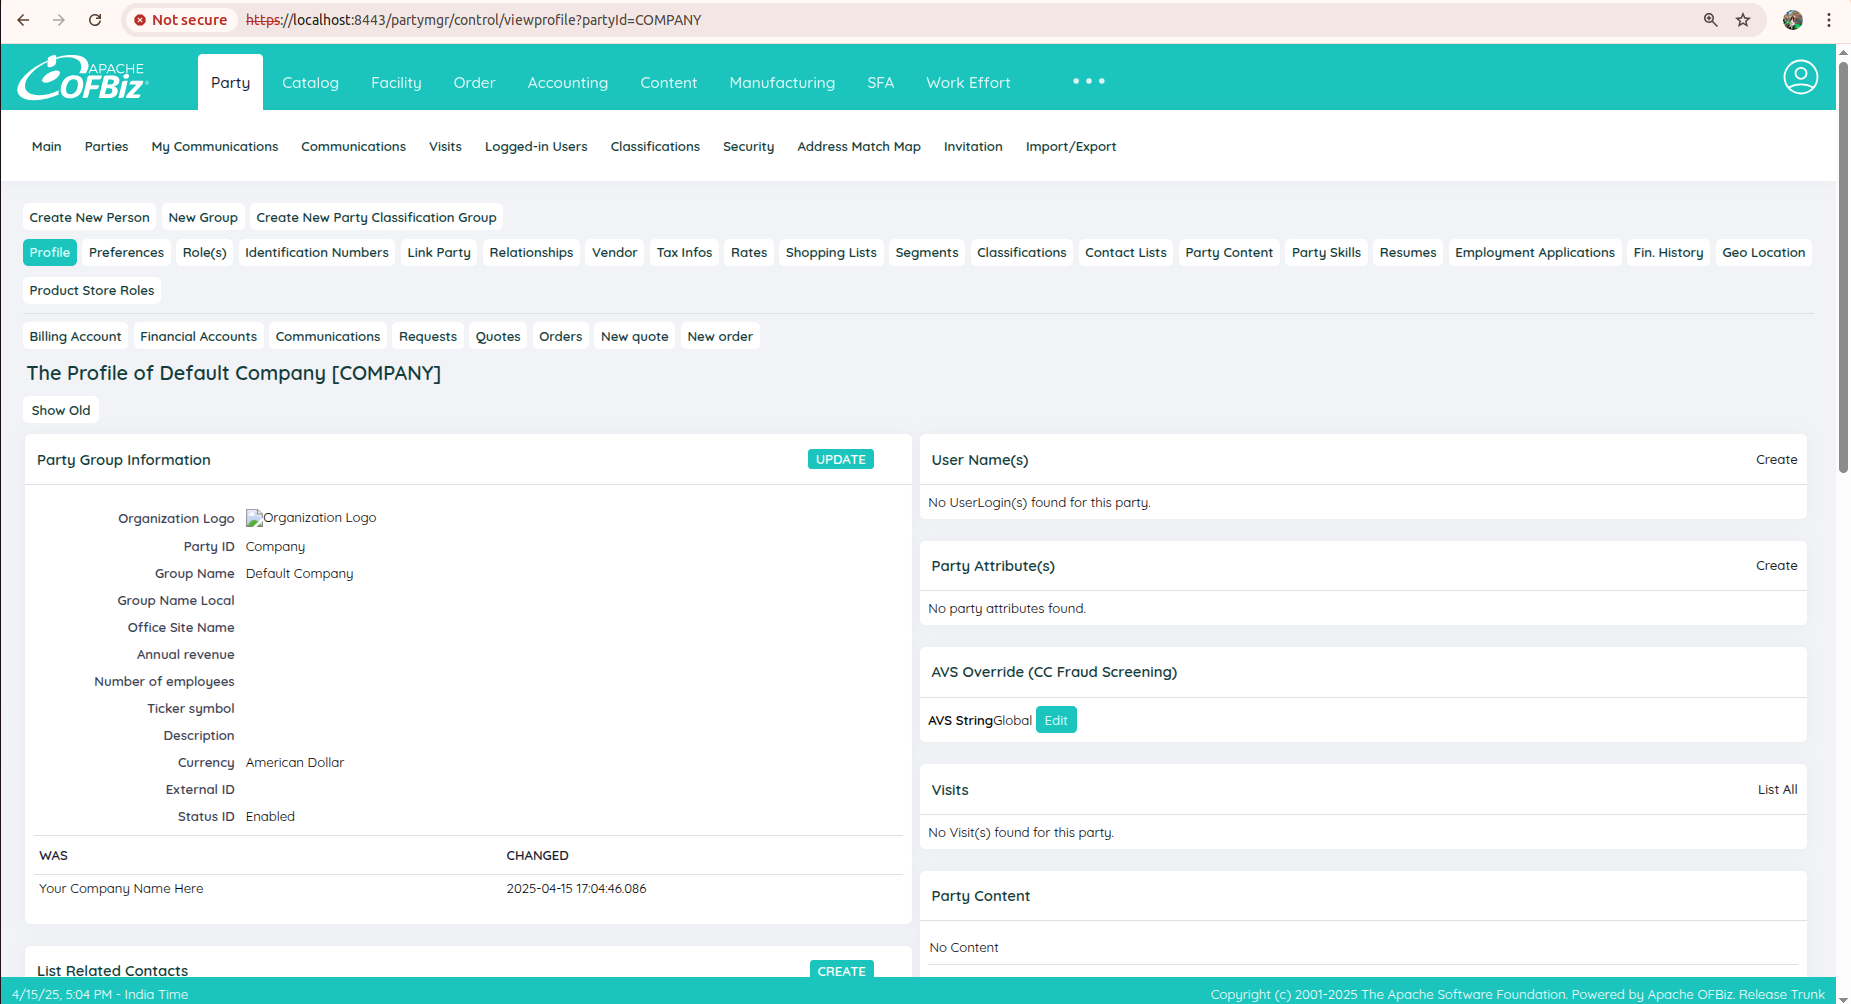 Not secure https://localhost:8443/partymgr/control/viewprofile?partyId=COMPANY
APACHE OFBiz
Party Catalog Facility Order Accounting Content Manufacturing SFA Work Effort
Main Parties My Communications Communications Visits Logged-in Users Classifications Security Address Match Map Invitation Import/Export
Create New Person New Group Create New Party Classification Group
Profile Preferences Role(s) Identification Numbers Link Party Relationships Vendor Tax Infos Rates Shopping Lists Segments Classifications Contact Lists Party Content Party Skills Resumes Employment Applications Fin. History Geo Location
Product Store Roles
Billing Account Financial Accounts Communications Requests Quotes Orders New quote New order
The Profile of Default Company [COMPANY]
Show Old
Party Group Information UPDATE
Organization Logo Organization Logo
Party ID Company
Group Name Default Company
Group Name Local
Office Site Name
Annual revenue
Number of employees
Ticker symbol
Description
Currency American Dollar
External ID
Status ID Enabled
WAS CHANGED
Your Company Name Here 2025-04-15 17:04:46.086
List Related Contacts CREATE
User Name(s) Create
No UserLogin(s) found for this party.
Party Attribute(s) Create
No party attributes found.
AVS Override (CC Fraud Screening)
AVS StringGlobal Edit
Visits List All
No Visit(s) found for this party.
Party Content
No Content
4/15/25, 5:04 PM - India Time Copyright (c) 2001-2025 The Apache Software Foundation. Powered by Apache OFBiz. Release Trunk